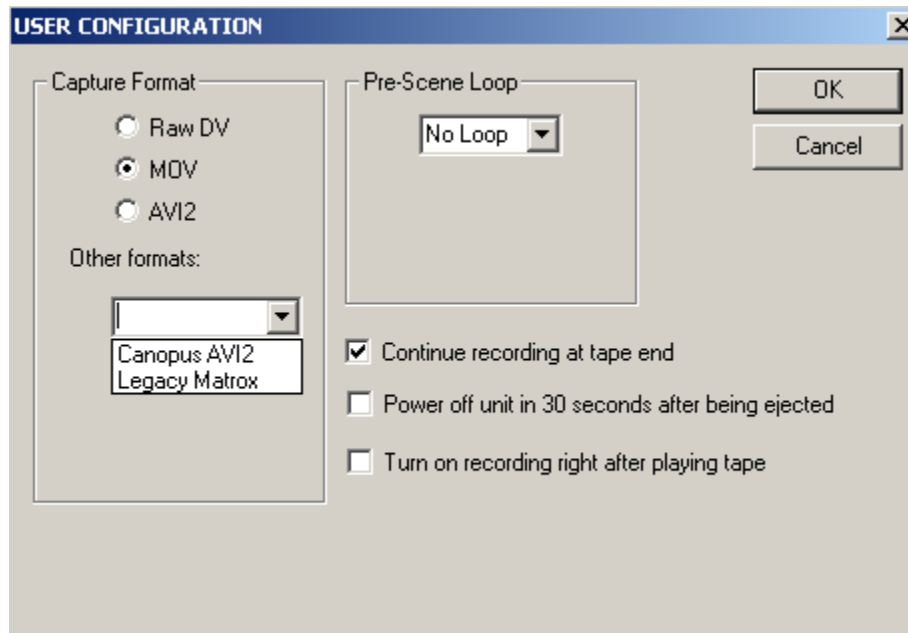 USER CONFIGURATION
Capture Format
Raw DV
MOV
AVI2
Other formats:
Canopus AVI2
Legacy Matrox
Pre-Scene Loop
No Loop
Continue recording at tape end
Power off unit in 30 seconds after being ejected
Turn on recording right after playing tape
OK
Cancel